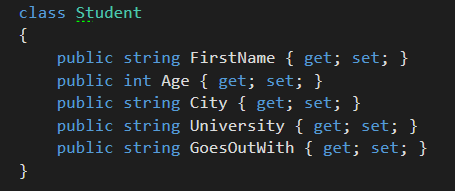 class Student
{
    public string FirstName { get; set; }
    public int Age { get; set; }
    public string City { get; set; }
    public string University { get; set; }
    public string GoesOutWith { get; set; }
}